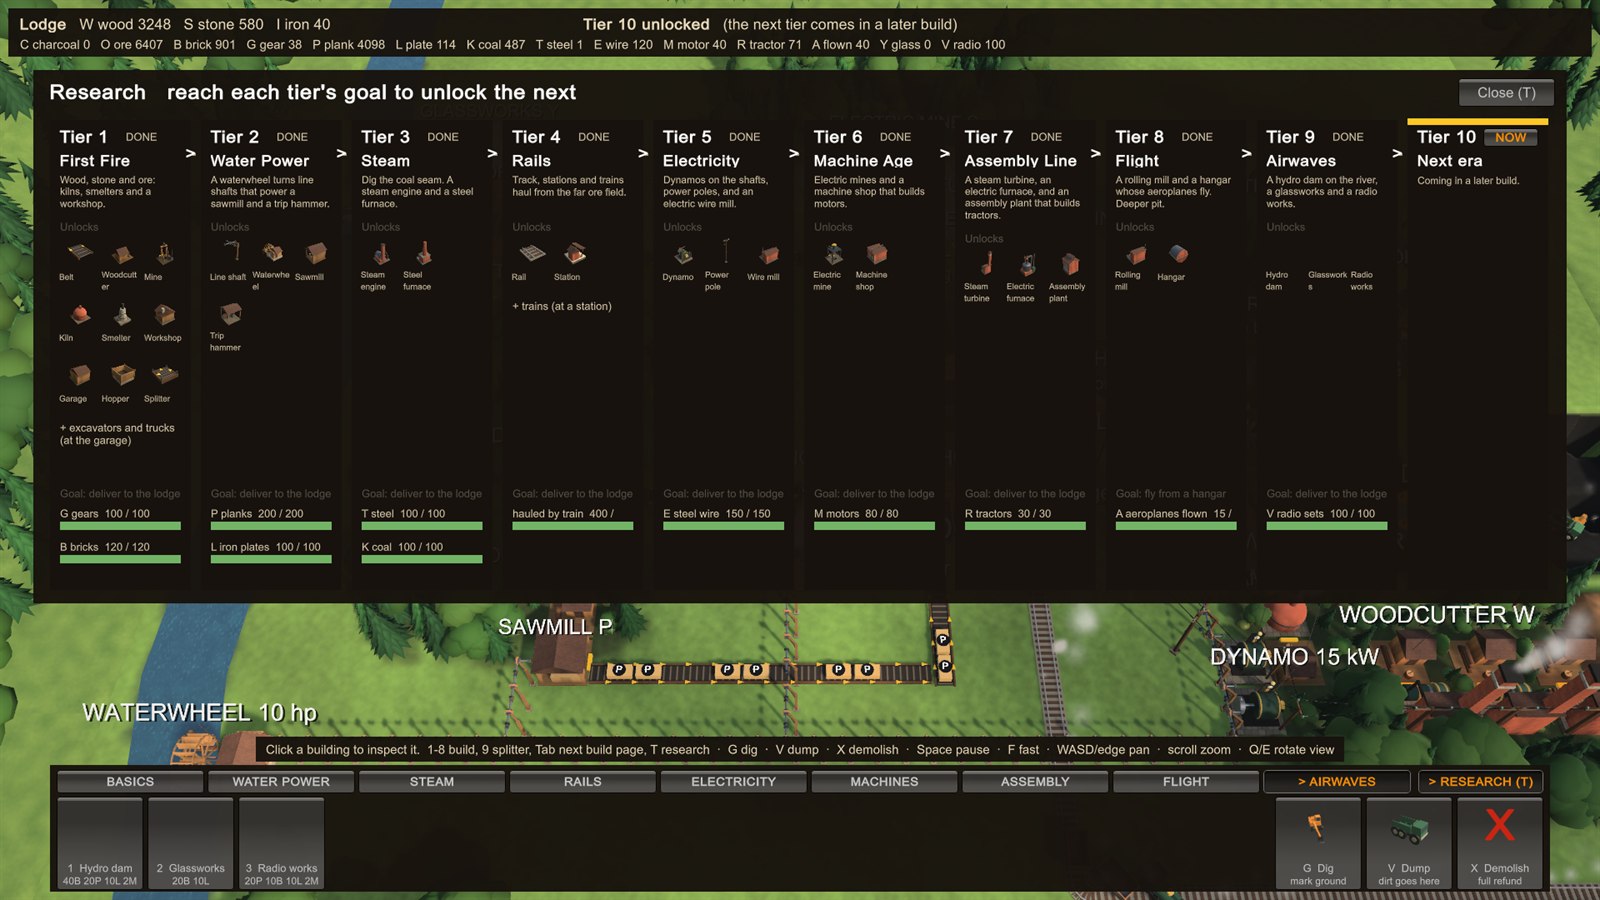 Lodge W wood 3248 S stone 580 I iron 40 Tier 10 unlocked (the next tier comes in a later build)
C charcoal 0 O ore 6407 B brick 901 G gear 38 P plank 4098 L plate 114 K coal 487 T steel 1 E wire 120 M motor 40 R tractor 71 A flown 40 Y glass 0 V radio 100
Research reach each tier's goal to unlock the next
Close (T)
Tier 1 DONE
First Fire
Wood, stone and ore:
kilns, smelters and a
workshop.
Unlocks
Belt
Woodcutt
er
Mine
Kiln
Smelter
Workshop
Garage
Hopper
Splitter
+ excavators and trucks
(at the garage)
Goal: deliver to the lodge
G gears 100 / 100
B bricks 120 / 120
>
Tier 2 DONE
Water Power
A waterwheel turns line
shafts that power a
sawmill and a trip hammer.
Unlocks
Line shaft
Waterwhe
el
Sawmill
Trip
hammer
Goal: deliver to the lodge
P planks 200 / 200
L iron plates 100 / 100
>
Tier 3 DONE
Steam
Dig the coal seam. A
steam engine and a steel
furnace.
Unlocks
Steam
engine
Steel
furnace
Goal: deliver to the lodge
T steel 100 / 100
K coal 100 / 100
>
Tier 4 DONE
Rails
Track, stations and trains
haul from the far ore field.
Unlocks
Rail
Station
+ trains (at a station)
Goal: deliver to the lodge
hauled by train 400 /
>
Tier 5 DONE
Electricity
Dynamos on the shafts,
power poles, and an
electric wire mill.
Unlocks
Dynamo
Power
pole
Wire mill
Goal: deliver to the lodge
E steel wire 150 / 150
>
Tier 6 DONE
Machine Age
Electric mines and a
machine shop that builds
motors.
Unlocks
Electric
mine
Machine
shop
Goal: deliver to the lodge
M motors 80 / 80
>
Tier 7 DONE
Assembly Line
A steam turbine, an
electric furnace, and an
assembly plant that builds
tractors.
Unlocks
Steam
turbine
Electric
furnace
Assembly
plant
Goal: deliver to the lodge
R tractors 30 / 30
>
Tier 8 DONE
Flight
A rolling mill and a hangar
whose aeroplanes fly.
Deeper pit.
Unlocks
Rolling
mill
Hangar
Goal: fly from a hangar
A aeroplanes flown 15 /
>
Tier 9 DONE
Airwaves
A hydro dam on the river,
a glassworks and a radio
works.
Unlocks
Hydro
dam
Glasswork
s
Radio
works
Goal: deliver to the lodge
V radio sets 100 / 100
>
Tier 10 NOW
Next era
Coming in a later build.
SAWMILL P
P P P P P P P P
WOODCUTTER W
DYNAMO 15 kW
WATERWHEEL 10 hp
Click a building to inspect it. 1-8 build, 9 splitter, Tab next build page, T research · G dig · V dump · X demolish · Space pause · F fast · WASD/edge pan · scroll zoom · Q/E rotate view
BASICS WATER POWER STEAM RAILS ELECTRICITY MACHINES ASSEMBLY FLIGHT > AIRWAVES > RESEARCH (T)
1 Hydro dam
40B 20P 10L 2M
2 Glassworks
20B 10L
3 Radio works
20P 10B 10L 2M
G Dig
mark ground
V Dump
dirt goes here
X
X Demolish
full refund